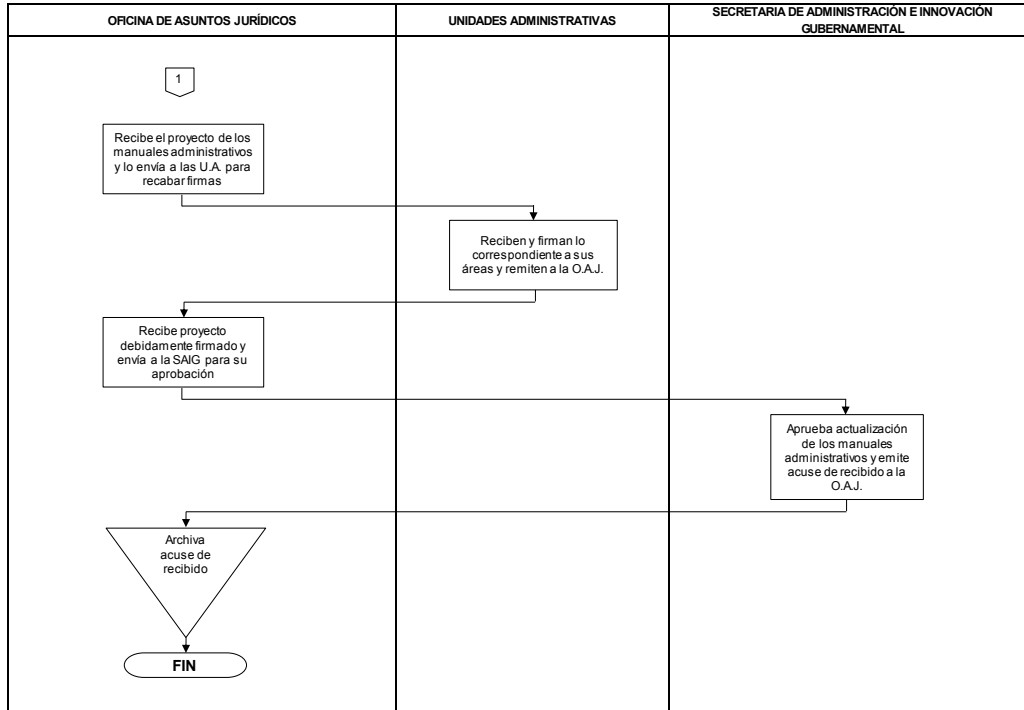 OFICINA DE ASUNTOS JURÍDICOS
UNIDADES ADMINISTRATIVAS
SECRETARIA DE ADMINISTRACIÓN E INNOVACIÓN
GUBERNAMENTAL
1
Recibe el proyecto de los
manuales administrativos
y lo envía a las U.A. para
recabar firmas
Reciben y firman lo
correspondiente a sus
áreas y remiten a la O.A.J.
Recibe proyecto
debidamente firmado y
envía a la SAIG para su
aprobación
Aprueba actualización
de los manuales
administrativos y emite
acuse de recibido a la
O.A.J.
Archiva
acuse de
recibido
FIN